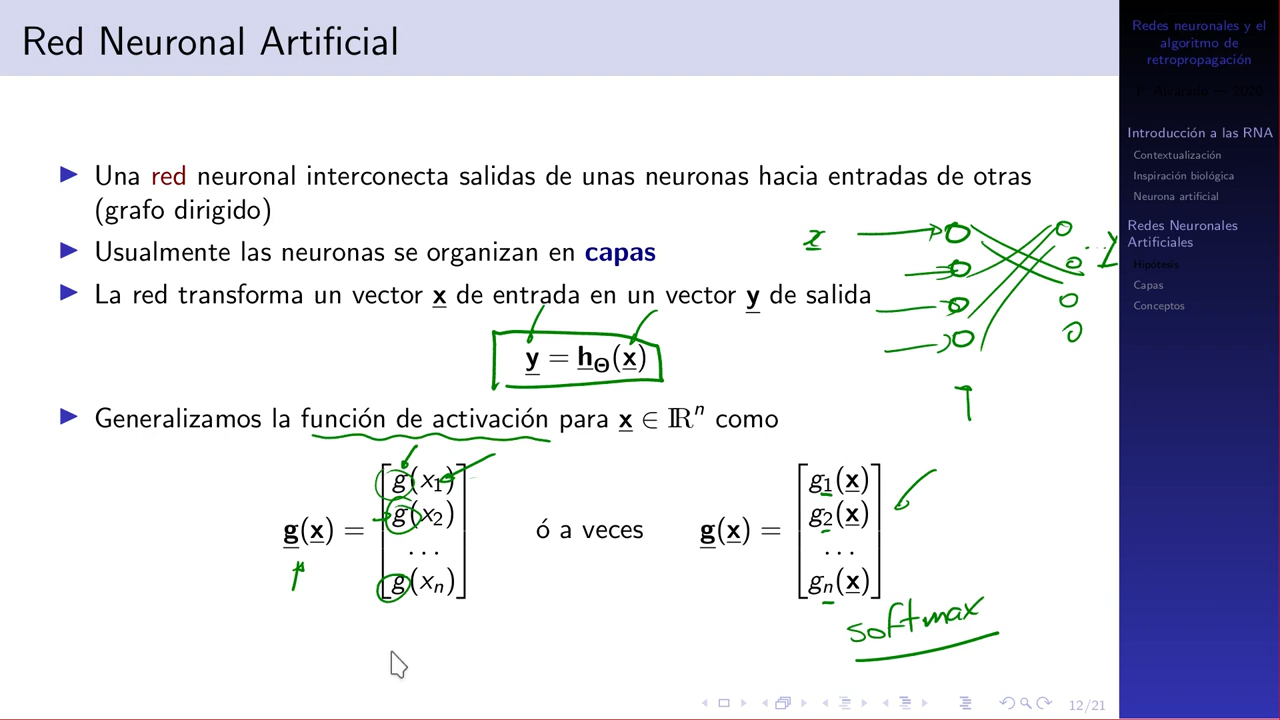 Red Neuronal Artificial
Una red neuronal interconecta salidas de unas neuronas hacia entradas de otras
(grafo dirigido)
Usualmente las neuronas se organizan en capas
La red transforma un vector x de entrada en un vector y de salida
y = h_Θ(x)
Generalizamos la función de activación para x ∈ ℝⁿ como
g(x) = [g(x₁) g(x₂) ... g(xₙ)] ó a veces g(x) = [g₁(x) g₂(x) ... gₙ(x)]
softmax
x
y
12/21
Redes neuronales y el
algoritmo de
retropropagación
P. Alvarado — 2020
Introducción a las RNA
Contextualización
Inspiración biológica
Neurona artificial
Redes Neuronales
Artificiales
Hipótesis
Capas
Conceptos